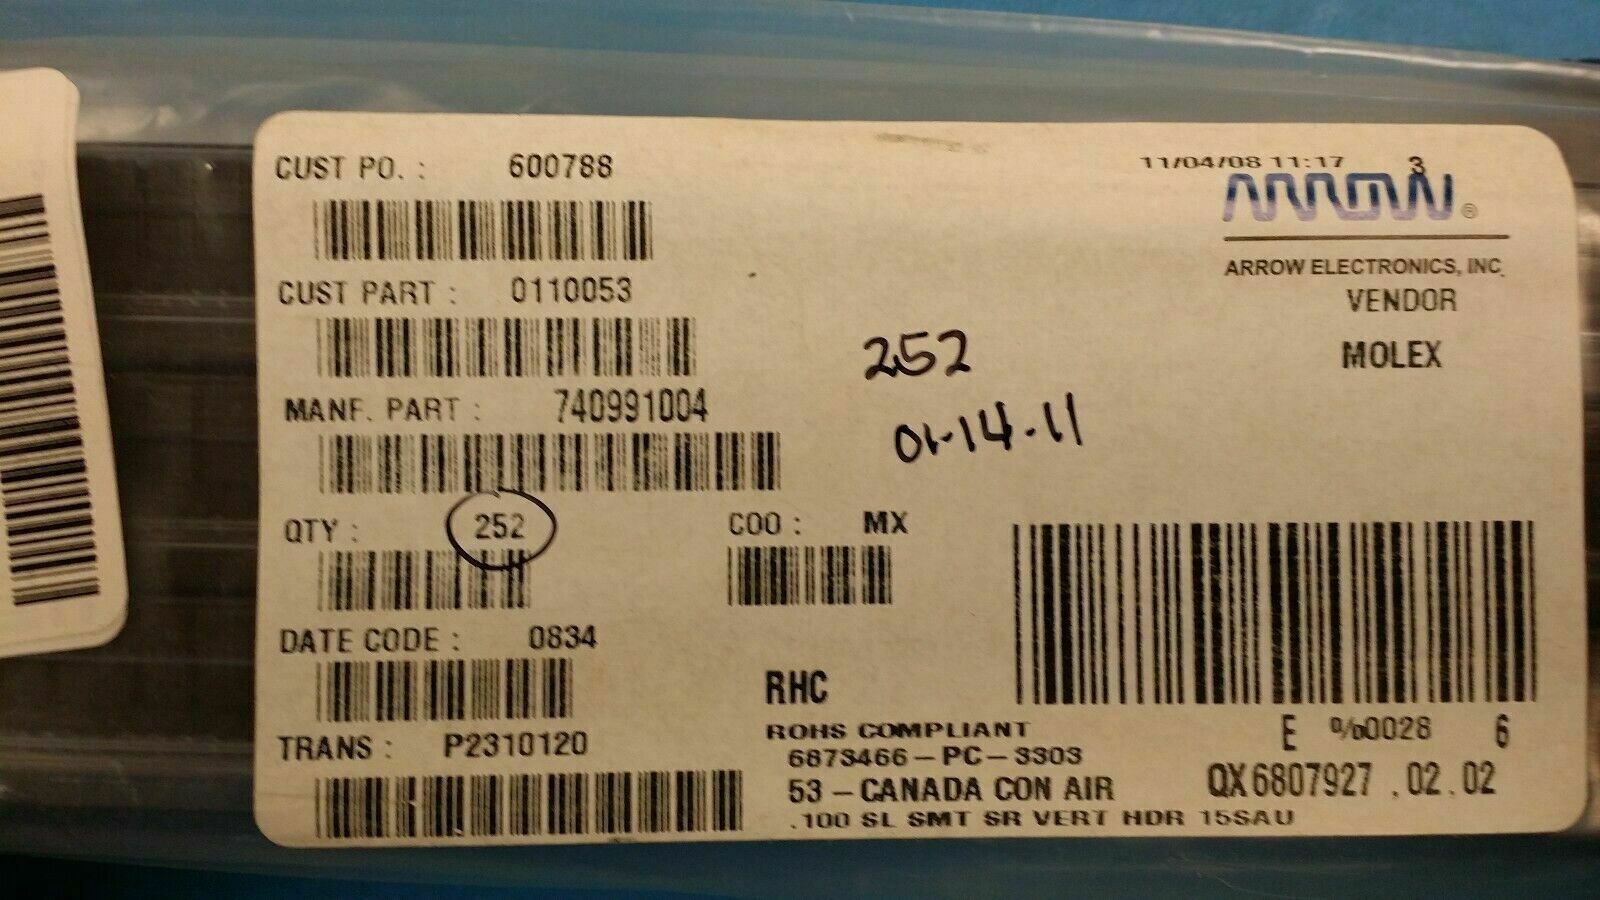 CUST PO. : 600788
11/04/08 11:17 3
ARROW ®
ARROW ELECTRONICS, INC.
VENDOR
MOLEX
CUST PART : 0110053
252
01-14-11
MANF. PART : 740991004
QTY : 252
COO : MX
DATE CODE : 0834
RHC
ROHS COMPLIANT
6873466-PC-3303
53-CANADA CON AIR
.100 SL SMT SR VERT HDR 15SAU
TRANS : P2310120
E %0028 6
QX6807927 .02.02